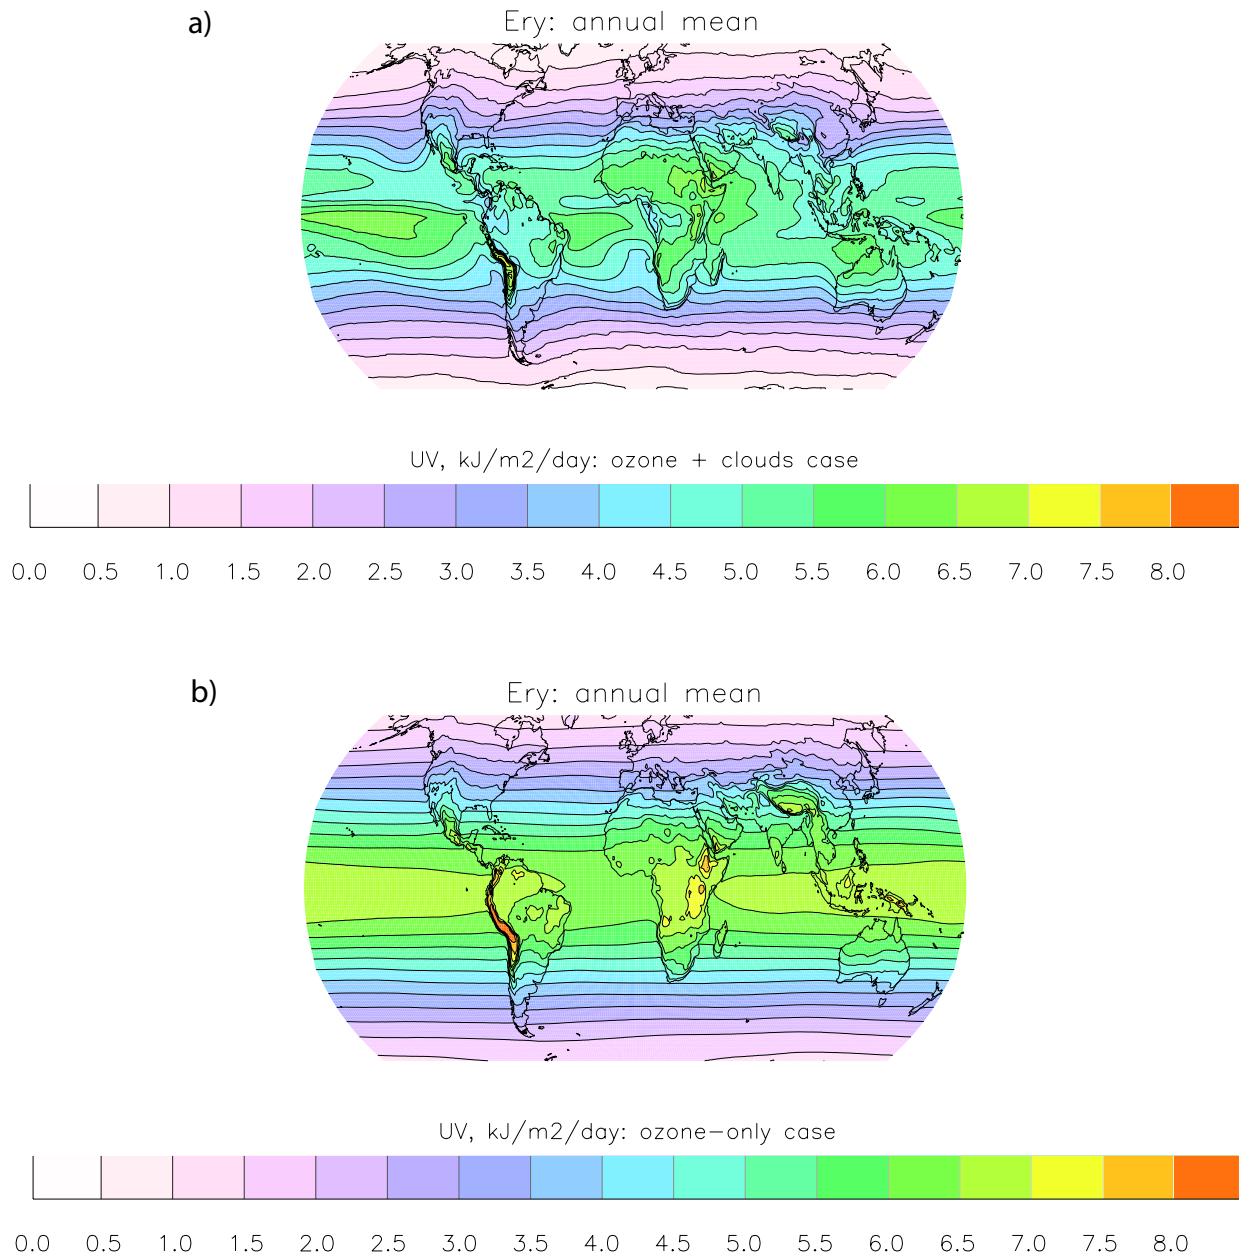 a)
Ery: annual mean
UV, kJ/m2/day: ozone + clouds case
0.0 0.5 1.0 1.5 2.0 2.5 3.0 3.5 4.0 4.5 5.0 5.5 6.0 6.5 7.0 7.5 8.0
b)
Ery: annual mean
UV, kJ/m2/day: ozone-only case
0.0 0.5 1.0 1.5 2.0 2.5 3.0 3.5 4.0 4.5 5.0 5.5 6.0 6.5 7.0 7.5 8.0